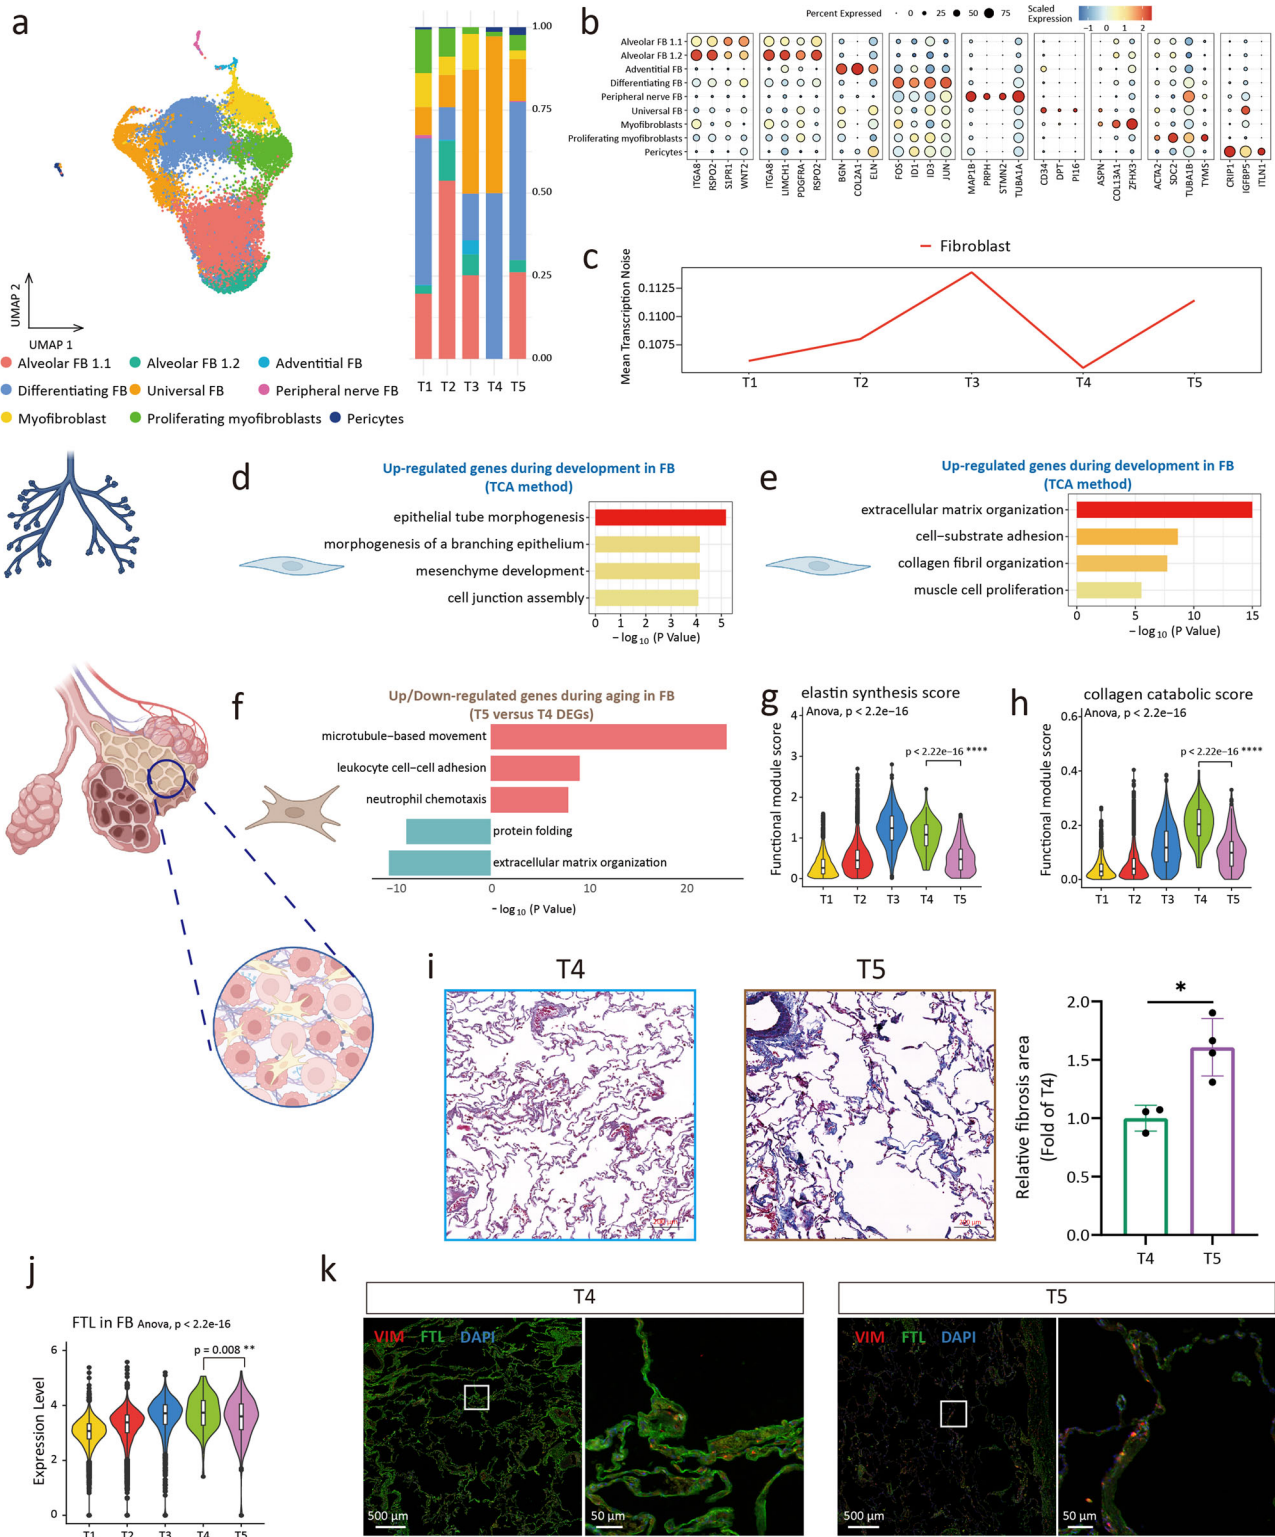 a
UMAP 2
UMAP 1
Alveolar FB 1.1
Alveolar FB 1.2
Adventitial FB
Differentiating FB
Universal FB
Peripheral nerve FB
Myofibroblast
Proliferating myofibroblasts
Pericytes
1.00
0.75
0.50
0.25
0.00
T1 T2 T3 T4 T5
b
Percent Expressed 0 25 50 75
Scaled Expression −1 0 1 2
Alveolar FB 1.1
Alveolar FB 1.2
Adventitial FB
Differentiating FB
Peripheral nerve FB
Universal FB
Myofibroblasts
Proliferating myofibroblasts
Pericytes
ITGA8 RSPO2 S1PR1 WNT2 ITGA8 LIMCH1 PDGFRA RSPO2 BGN COL2A1 ELN FOS ID1 ID3 JUN MAP1B PRPH STMN2 TUBA1A CD34 DPT PI16 ASPN COL13A1 ZFHX3 ACTA2 SDC2 TUBA1B TYMS CRIP1 IGFBP5 ITLN1
c
Fibroblast
Mean Transcription Noise
0.1125
0.1100
0.1075
T1 T2 T3 T4 T5
d
Up-regulated genes during development in FB
(TCA method)
epithelial tube morphogenesis
morphogenesis of a branching epithelium
mesenchyme development
cell junction assembly
0 1 2 3 4 5
−log10 (P Value)
e
Up-regulated genes during development in FB
(TCA method)
extracellular matrix organization
cell−substrate adhesion
collagen fibril organization
muscle cell proliferation
0 5 10 15
−log10 (P Value)
f
Up/Down-regulated genes during aging in FB
(T5 versus T4 DEGs)
microtubule−based movement
leukocyte cell−cell adhesion
neutrophil chemotaxis
protein folding
extracellular matrix organization
−10 0 10 20
−log10 (P Value)
g
elastin synthesis score
Anova, p < 2.2e−16
p < 2.22e−16 ****
Functional module score
4
3
2
1
0
T1 T2 T3 T4 T5
h
collagen catabolic score
Anova, p < 2.2e−16
p < 2.22e−16 ****
Functional module score
0.6
0.4
0.2
0.0
T1 T2 T3 T4 T5
i
T4
T5
Relative fibrosis area
(Fold of T4)
2.0
1.5
1.0
0.5
0.0
*
T4 T5
j
FTL in FB Anova, p < 2.2e-16
p = 0.008 **
Expression Level
6
4
2
0
T1 T2 T3 T4 T5
k
T4
VIM FTL DAPI
500 µm
50 µm
T5
VIM FTL DAPI
500 µm
50 µm